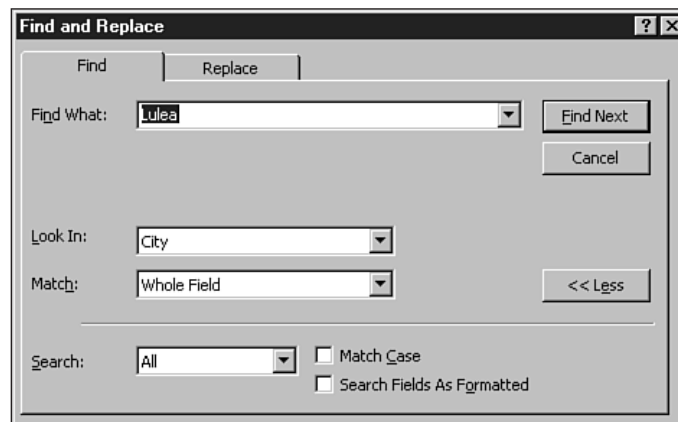 Find and Replace
Find Replace
Find What: Lulea Find Next
Cancel
Look In: City
Match: Whole Field << Less
Search: All Match Case
Search Fields As Formatted